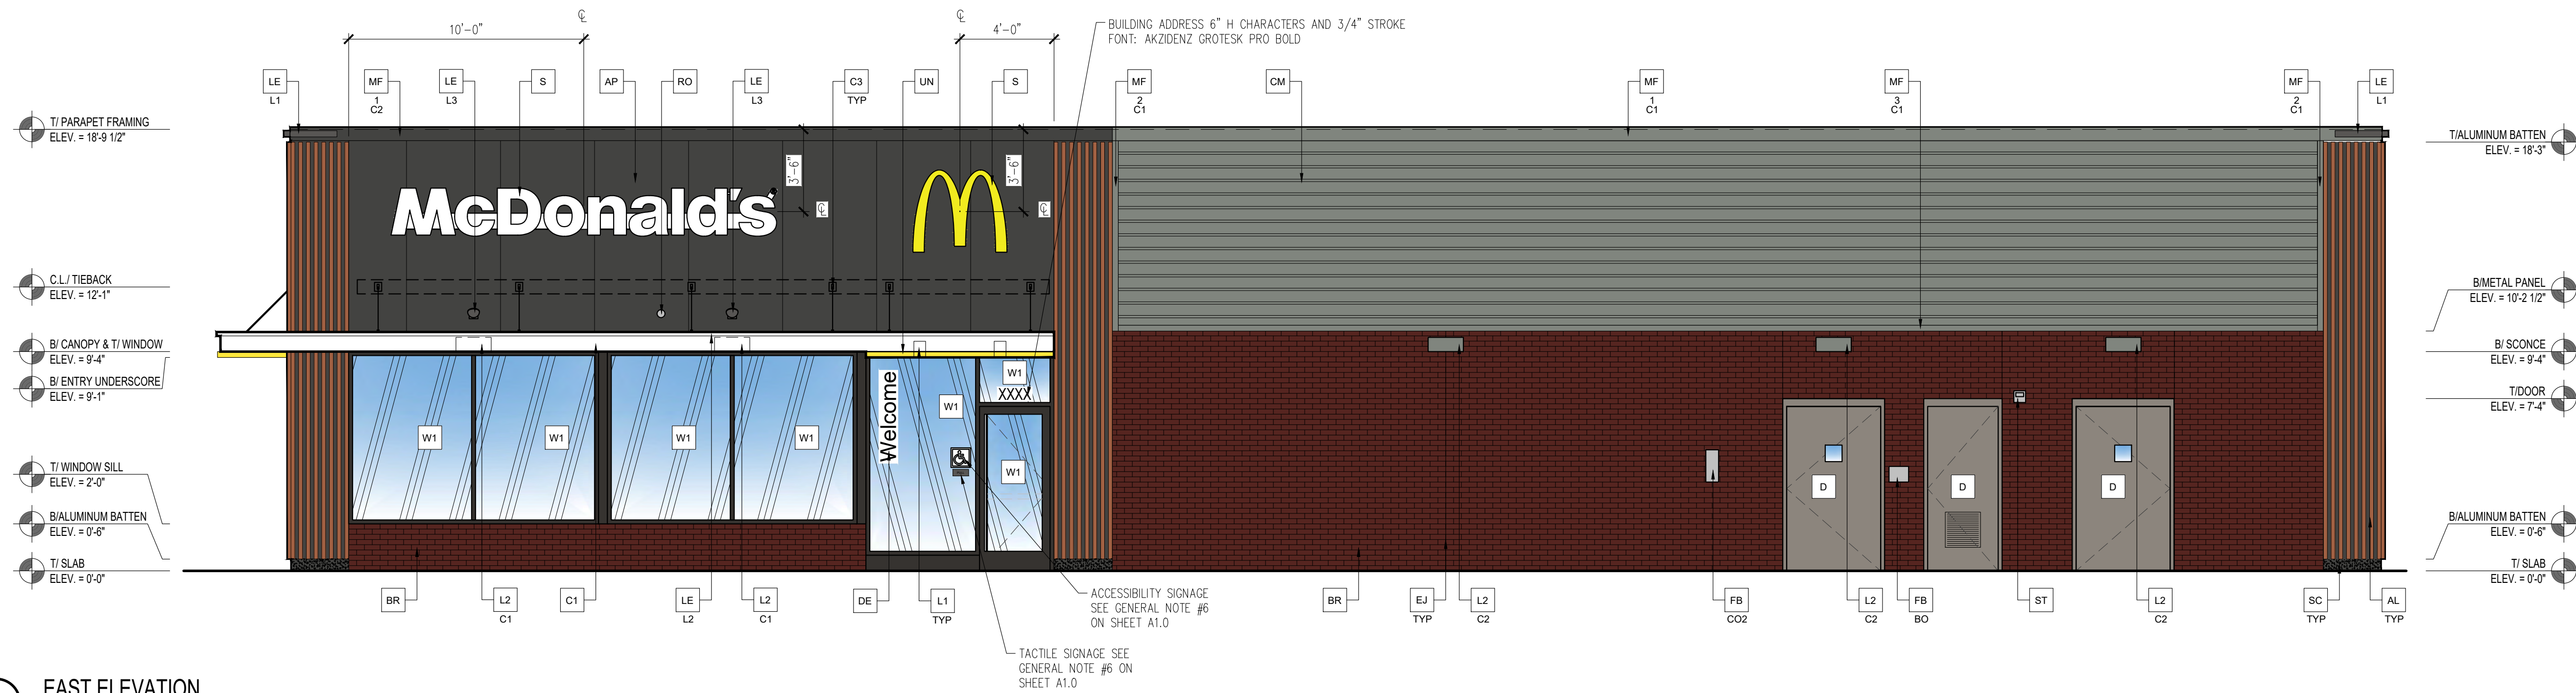 10'-0"
℄
℄
4'-0"
BUILDING ADDRESS 6" H CHARACTERS AND 3/4" STROKE
FONT: AKZIDENZ GROTESK PRO BOLD
LE
L1
MF
1
C2
LE
L3
S
AP
RO
LE
L3
C3
TYP
UN
S
MF
2
C1
CM
MF
1
C1
MF
3
C1
MF
2
C1
LE
L1
T/ PARAPET FRAMING
ELEV. = 18'-9 1/2"
C.L./ TIEBACK
ELEV. = 12'-1"
B/ CANOPY & T/ WINDOW
ELEV. = 9'-4"
B/ ENTRY UNDERSCORE
ELEV. = 9'-1"
T/ WINDOW SILL
ELEV. = 2'-0"
B/ALUMINUM BATTEN
ELEV. = 0'-6"
T/ SLAB
ELEV. = 0'-0"
McDonald's
3'-6"
℄
3'-6"
℄
W1
W1
W1
W1
Welcome
W1
W1
XXXX
W1
D
D
D
T/ALUMINUM BATTEN
ELEV. = 18'-3"
B/METAL PANEL
ELEV. = 10'-2 1/2"
B/ SCONCE
ELEV. = 9'-4"
T/DOOR
ELEV. = 7'-4"
B/ALUMINUM BATTEN
ELEV. = 0'-6"
T/ SLAB
ELEV. = 0'-0"
BR
L2
C1
C1
LE
L2
L2
C1
DE
L1
TYP
ACCESSIBILITY SIGNAGE
SEE GENERAL NOTE #6
ON SHEET A1.0
TACTILE SIGNAGE SEE
GENERAL NOTE #6 ON
SHEET A1.0
BR
EJ
TYP
L2
C2
FB
CO2
L2
C2
FB
BO
ST
L2
C2
SC
TYP
AL
TYP
EAST ELEVATION